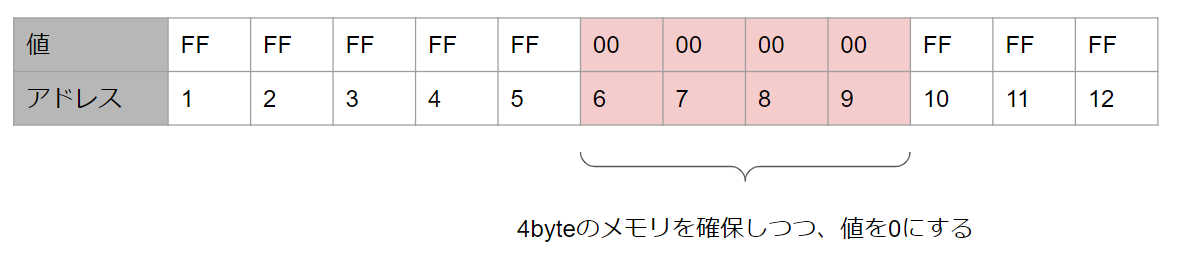 値 FF FF FF FF FF 00 00 00 00 FF FF FF
アドレス 1 2 3 4 5 6 7 8 9 10 11 12
4byteのメモリを確保しつつ、値を0にする